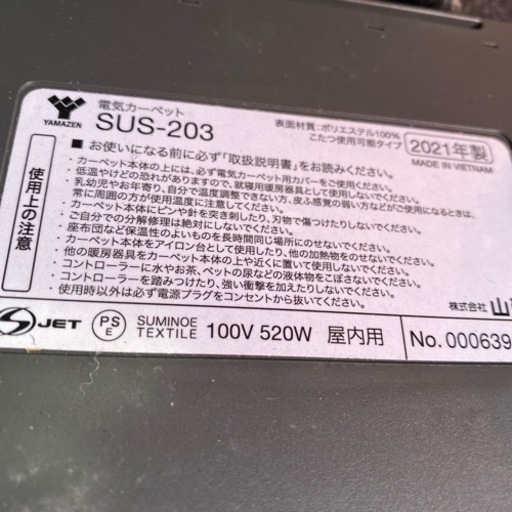 YAMAZEN
電気カーペット
SUS-203
表面材質:ポリエステル100%
こたつ使用可能タイプ
2021年製
MADE IN VIETNAM
使用上の注意
■ お使いになる前に必ず「取扱説明書」をお読みください。
・カーペット本体の上には、必ず電気カーペット用カバーをご使用ください。
・低温やけどの恐れがありますので、就寝用暖房器具として使用しないでください。
・乳幼児やお年寄り、自分で温度調整できない方、皮ふ感覚の弱い方などがご使用になるときは、
常に周囲の方が使用温度に注意してください。
・カーペット本体にピンや針を突き刺したり、刃物で傷つけたりしないでください。
・ご自分での分解修理は絶対にしないでください。
・座布団など保温性のよいものを長時間同じ場所にのせないでください。
・カーペット本体をアイロン台として使用したり、他の加熱物をのせないでください。
・他の暖房器具をカーペット本体の上や近くに置いて使用しないでください。
・コントローラーに水やお茶、ペットの尿などの液体物をこぼさないでください。
・コントローラーを踏みつけたり、強い衝撃を加えたりしないでください。
・使用時以外は必ず電源プラグをコンセントから抜いてください。
株式会社 山
S JET
PS
E
SUMINOE
TEXTILE
100V 520W 屋内用
No. 000639